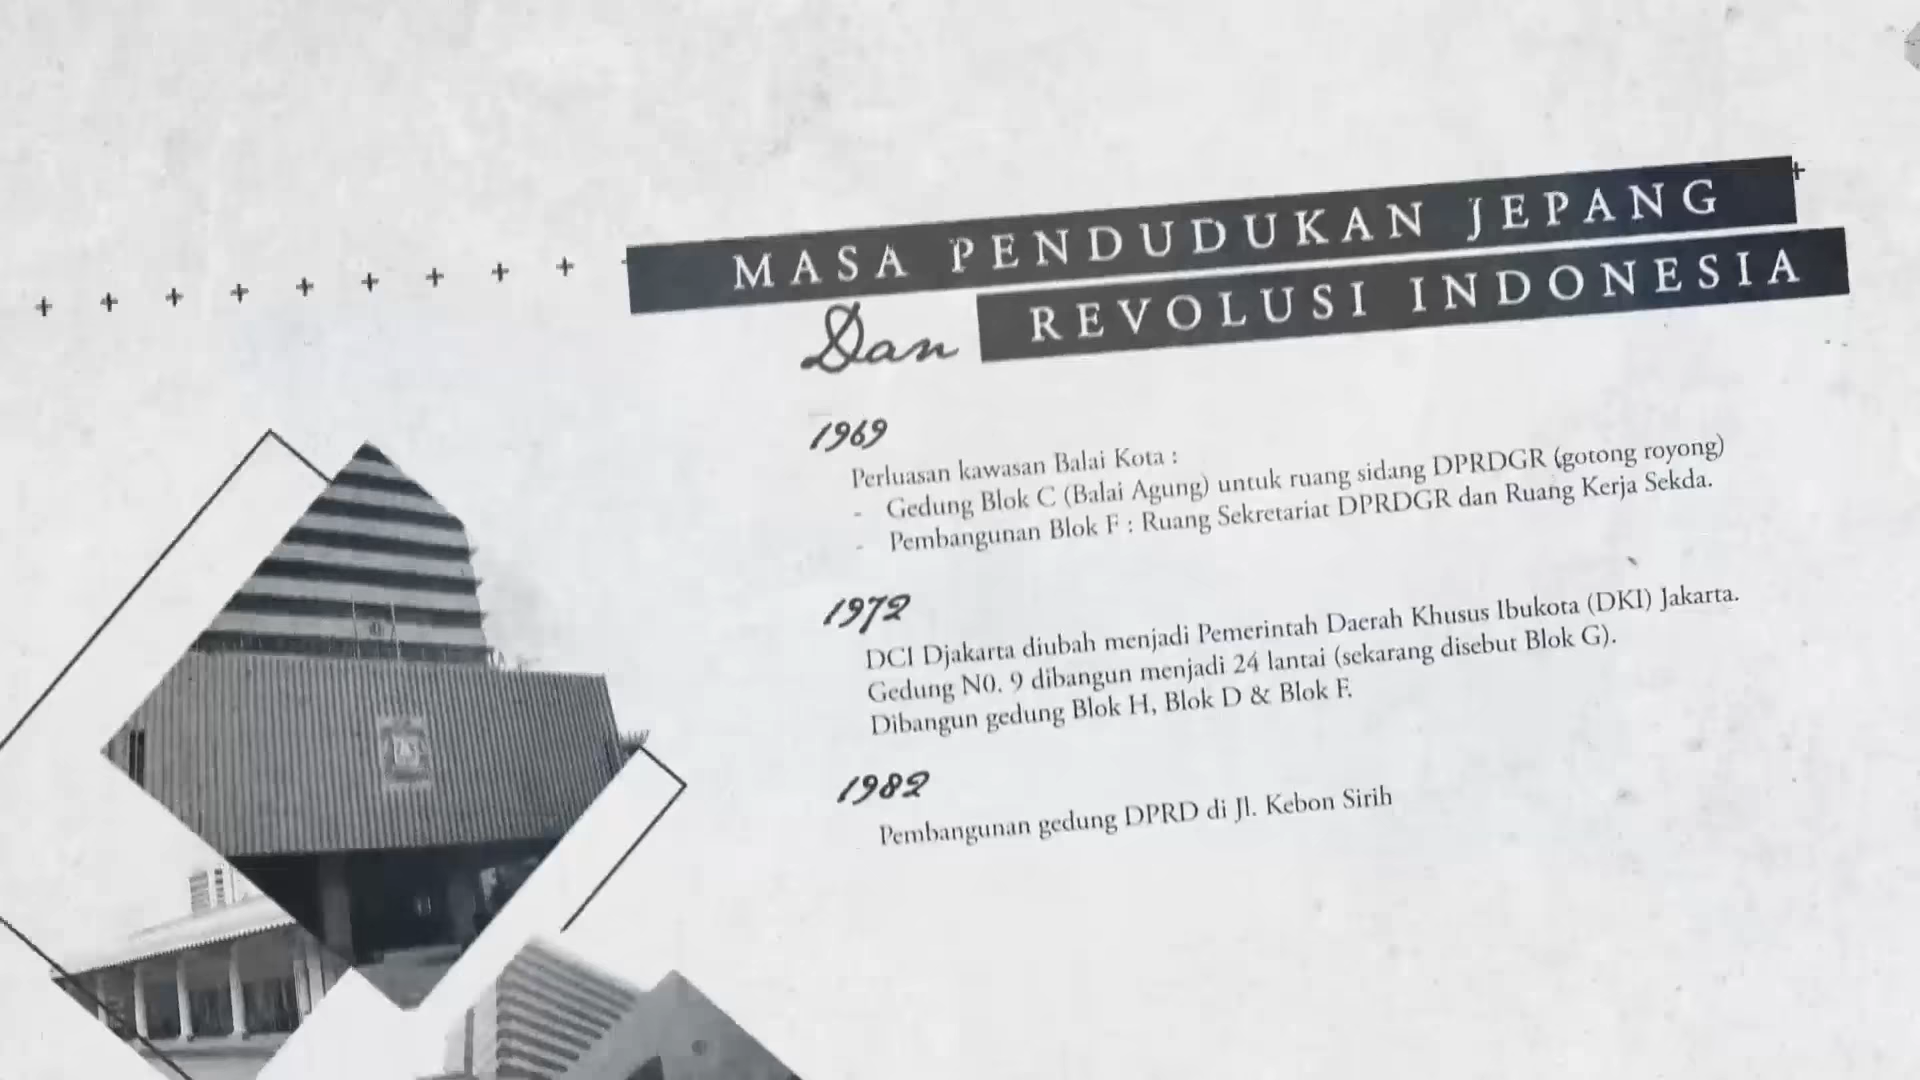 MASA PENDUDUKAN JEPANG
Dan REVOLUSI INDONESIA
1969
Perluasan kawasan Balai Kota :
- Gedung Blok C (Balai Agung) untuk ruang sidang DPRDGR (gotong royong)
- Pembangunan Blok F : Ruang Sekretariat DPRDGR dan Ruang Kerja Sekda.
1972
DCI Djakarta diubah menjadi Pemerintah Daerah Khusus Ibukota (DKI) Jakarta.
Gedung N0. 9 dibangun menjadi 24 lantai (sekarang disebut Blok G).
Dibangun gedung Blok H, Blok D & Blok F.
1982
Pembangunan gedung DPRD di Jl. Kebon Sirih